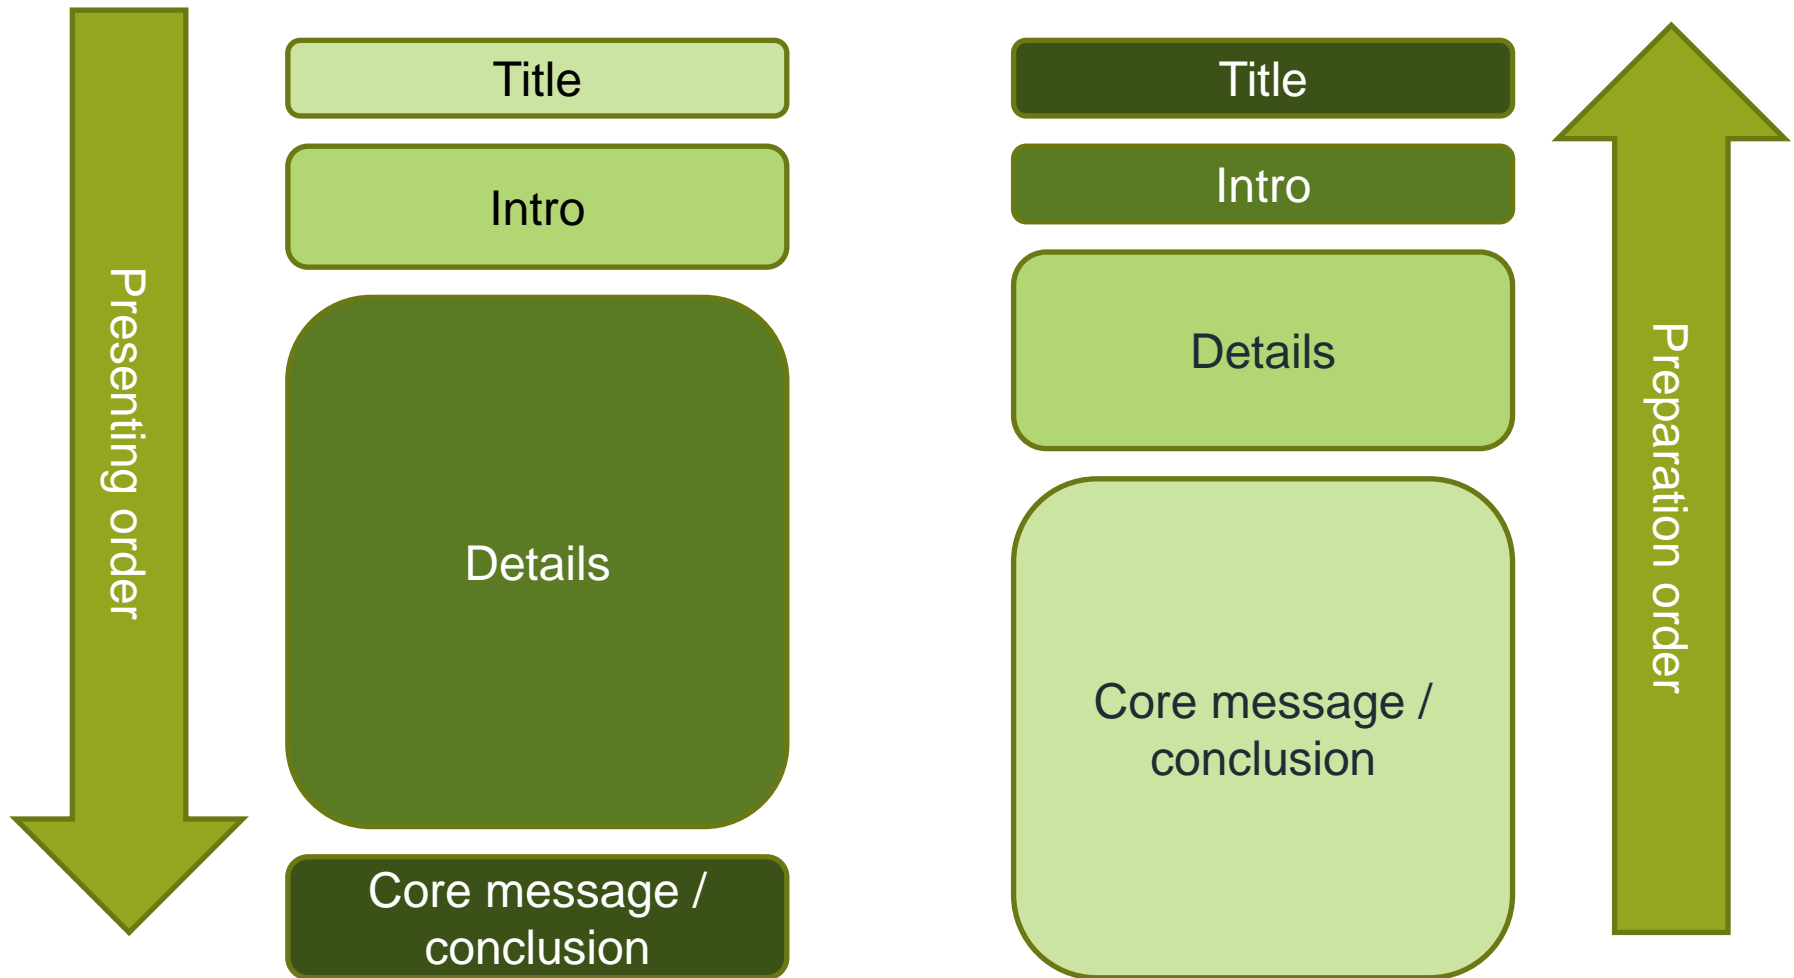 Presenting order
Title
Intro
Details
Core message /
conclusion
Title
Intro
Details
Core message /
conclusion
Preparation order